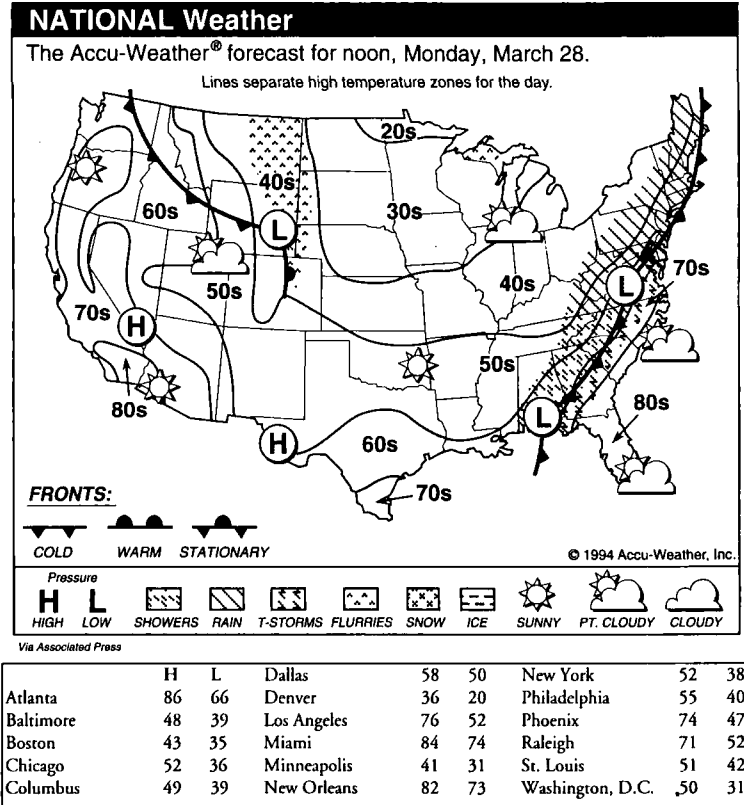 NATIONAL Weather
The Accu-Weather® forecast for noon, Monday, March 28.
Lines separate high temperature zones for the day.
20s
40s
60s
30s
L
50s
40s
70s
L
70s
H
50s
80s
80s
L
H
60s
70s
FRONTS:
COLD WARM STATIONARY
© 1994 Accu-Weather, Inc.
Pressure
H L
HIGH LOW SHOWERS RAIN T-STORMS FLURRIES SNOW ICE SUNNY PT. CLOUDY CLOUDY
Via Associated Press
H L Dallas 58 50 New York 52 38
Atlanta 86 66 Denver 36 20 Philadelphia 55 40
Baltimore 48 39 Los Angeles 76 52 Phoenix 74 47
Boston 43 35 Miami 84 74 Raleigh 71 52
Chicago 52 36 Minneapolis 41 31 St. Louis 51 42
Columbus 49 39 New Orleans 82 73 Washington, D.C. 50 31